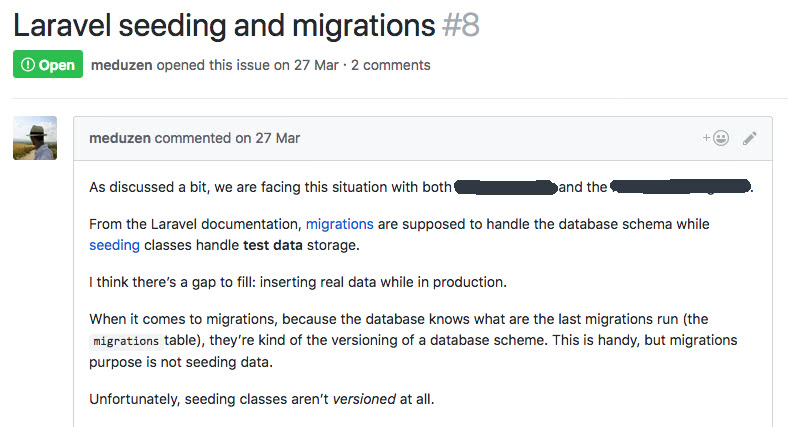 Laravel seeding and migrations #8
Open meduzen opened this issue on 27 Mar · 2 comments
meduzen commented on 27 Mar
As discussed a bit, we are facing this situation with both and the .
From the Laravel documentation, migrations are supposed to handle the database schema while
seeding classes handle test data storage.
I think there's a gap to fill: inserting real data while in production.
When it comes to migrations, because the database knows what are the last migrations run (the
migrations table), they're kind of the versioning of a database scheme. This is handy, but migrations
purpose is not seeding data.
Unfortunately, seeding classes aren't versioned at all.